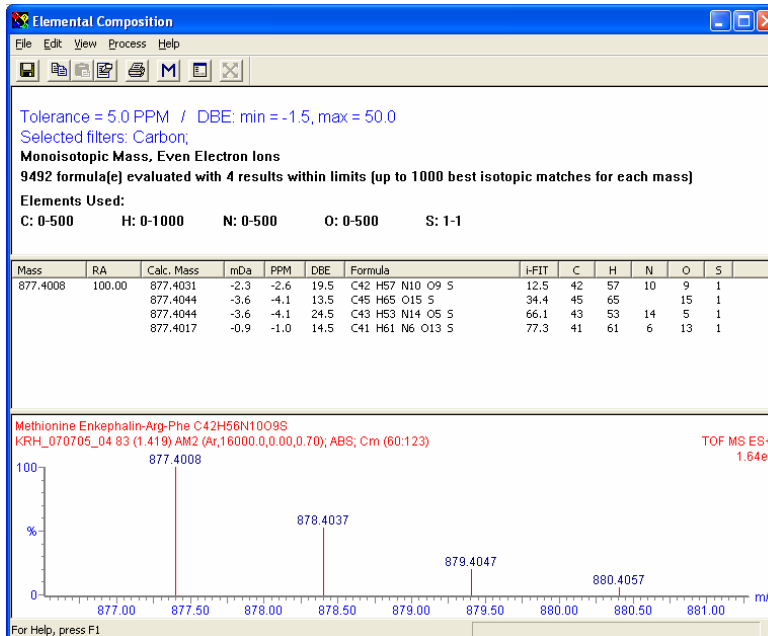 Elemental Composition
File Edit View Process Help
M
Tolerance = 5.0 PPM / DBE: min = -1.5, max = 50.0
Selected filters: Carbon;
Monoisotopic Mass, Even Electron Ions
9492 formula(e) evaluated with 4 results within limits (up to 1000 best isotopic matches for each mass)
Elements Used:
C: 0-500 H: 0-1000 N: 0-500 O: 0-500 S: 1-1
Mass RA Calc. Mass mDa PPM DBE Formula i-FIT C H N O S
877.4008 100.00 877.4031 -2.3 -2.6 19.5 C42 H57 N10 O9 S 12.5 42 57 10 9 1
877.4044 -3.6 -4.1 13.5 C45 H65 O15 S 34.4 45 65 15 1
877.4044 -3.6 -4.1 24.5 C43 H53 N14 O5 S 66.1 43 53 14 5 1
877.4017 -0.9 -1.0 14.5 C41 H61 N6 O13 S 77.3 41 61 6 13 1
Methionine Enkephalin-Arg-Phe C42H56N10O9S
KRH_070705_04 83 (1.419) AM2 (Ar,16000.0,0.00,0.70); ABS; Cm (60:123)
TOF MS ES+
1.64e
877.4008
100
878.4037
%
879.4047
880.4057
0
m/
877.00 877.50 878.00 878.50 879.00 879.50 880.00 880.50 881.00
For Help, press F1